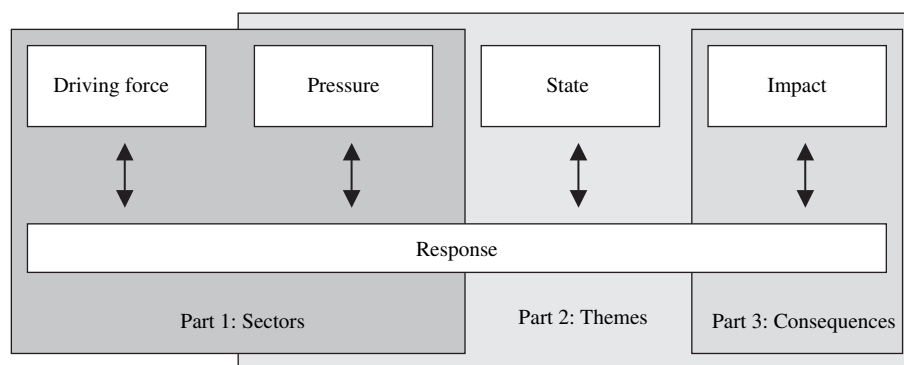 Driving force
Pressure
State
Impact
Response
Part 1: Sectors
Part 2: Themes
Part 3: Consequences